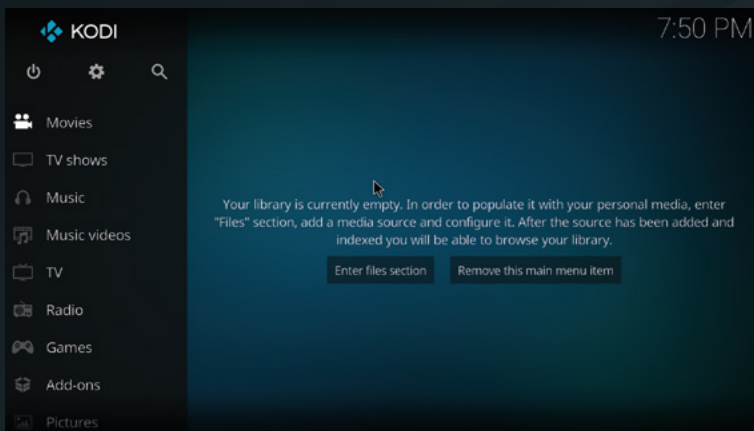 KODI
7:50 PM
Movies
TV shows
Music
Music videos
TV
Radio
Games
Add-ons
Pictures
Your library is currently empty. In order to populate it with your personal media, enter
"Files" section, add a media source and configure it. After the source has been added and
indexed you will be able to browse your library.
Enter files section
Remove this main menu item